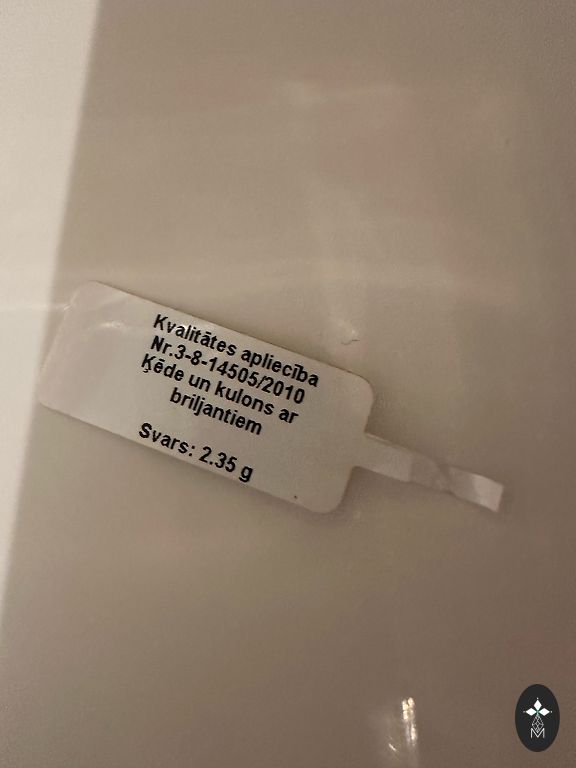 Kvalitātes apliecība
Nr.3-8-14505/2010
Ķēde un kulons ar
briljantiem
Svars: 2.35 g
M